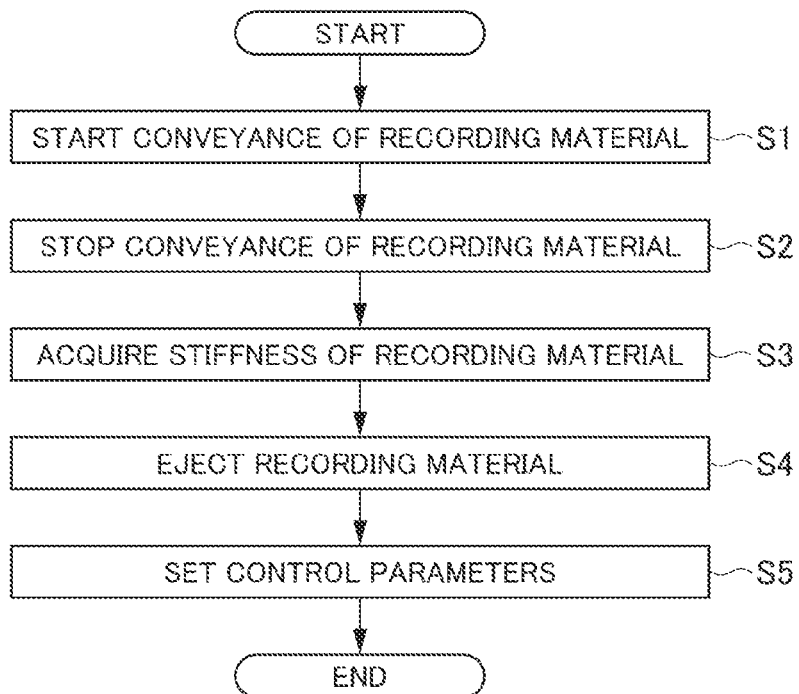 START
START CONVEYANCE OF RECORDING MATERIAL S1
STOP CONVEYANCE OF RECORDING MATERIAL S2
ACQUIRE STIFFNESS OF RECORDING MATERIAL S3
EJECT RECORDING MATERIAL S4
SET CONTROL PARAMETERS S5
END